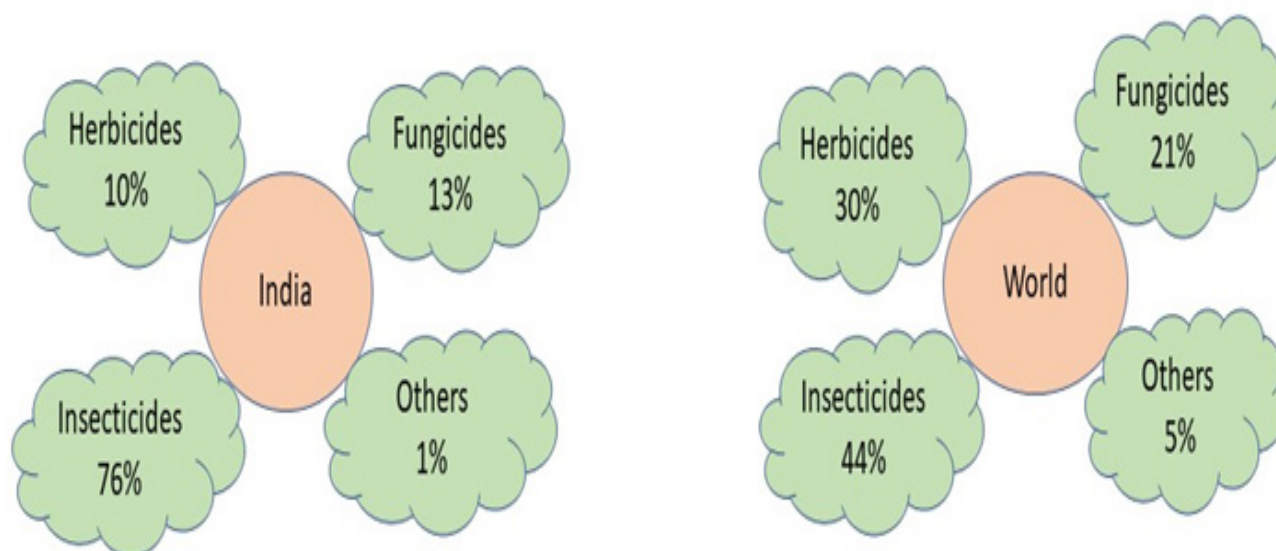 Herbicides
10%
Fungicides
13%
India
Insecticides
76%
Others
1%
Herbicides
30%
Fungicides
21%
World
Insecticides
44%
Others
5%